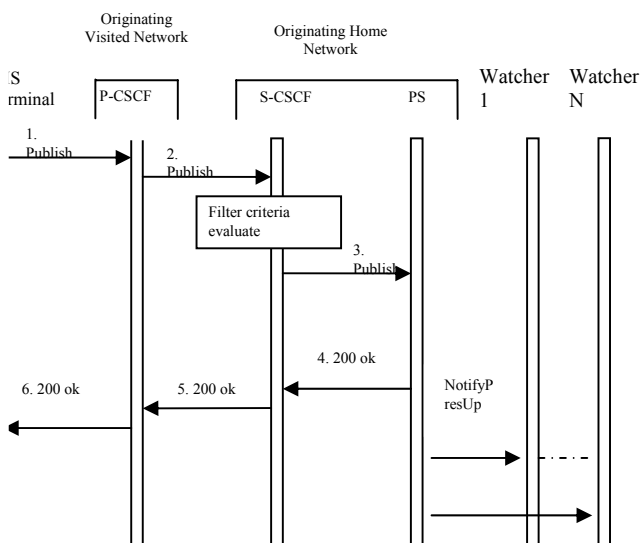 Originating
Visited Network
Originating Home
Network
Watcher
1
Watcher
N
P-CSCF
S-CSCF
PS
1.
Publish
2.
Publish
Filter criteria
evaluate
3.
Publish
4. 200 ok
5. 200 ok
6. 200 ok
NotifyP
resUp